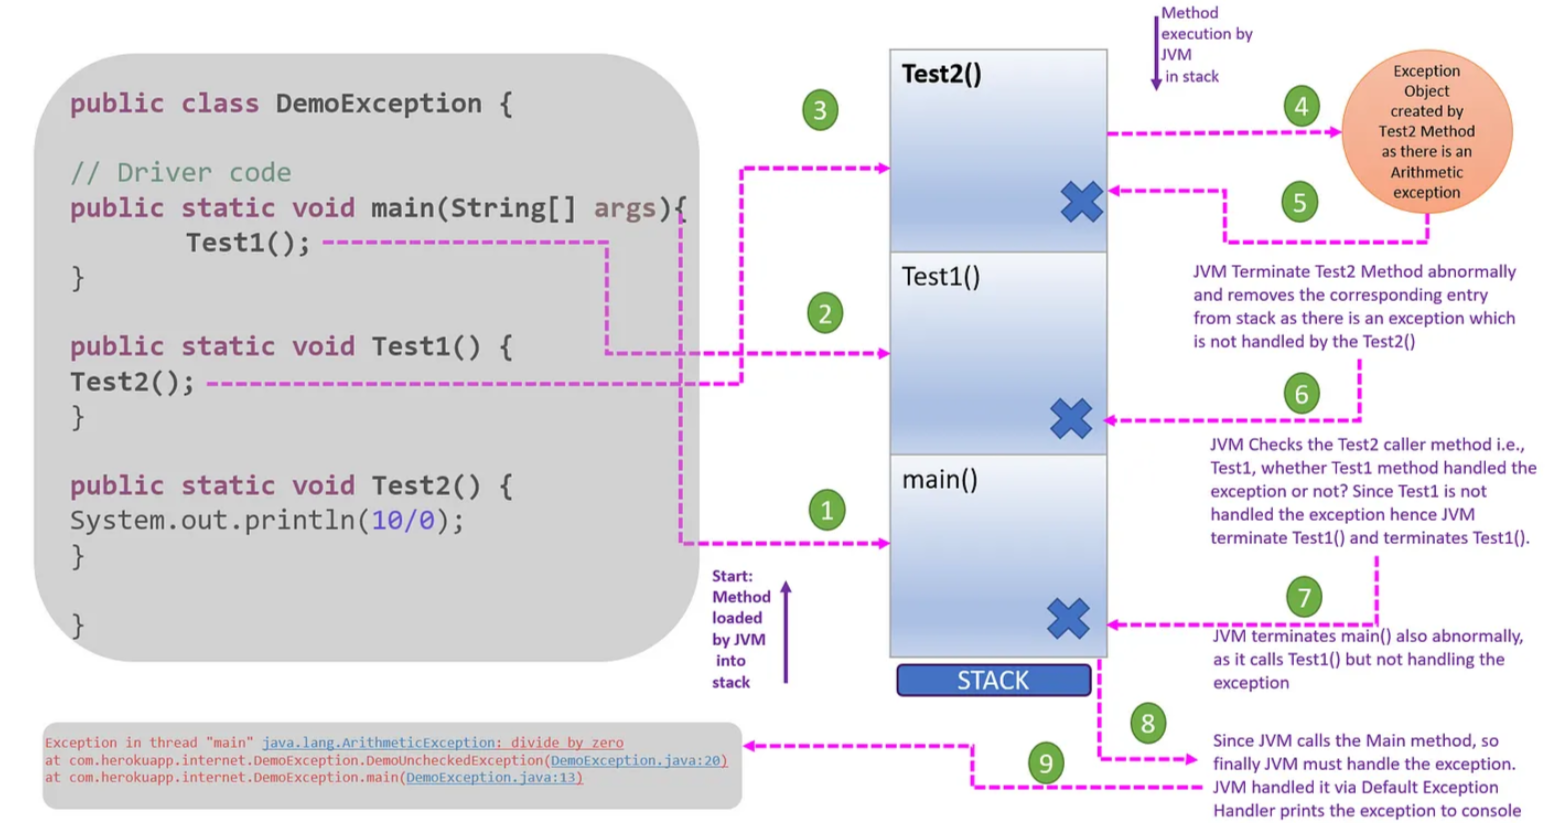 public class DemoException {
// Driver code
public static void main(String[] args){
Test1();
}
public static void Test1() {
Test2();
}
public static void Test2() {
System.out.println(10/0);
}
}
3
2
1
Start:
Method
loaded
by JVM
into
stack
Test2()
Test1()
main()
STACK
Method
execution by
JVM
in stack
4
Exception
Object
created by
Test2 Method
as there is an
Arithmetic
exception
5
JVM Terminate Test2 Method abnormally
and removes the corresponding entry
from stack as there is an exception which
is not handled by the Test2()
6
JVM Checks the Test2 caller method i.e.,
Test1, whether Test1 method handled the
exception or not? Since Test1 is not
handled the exception hence JVM
terminate Test1() and terminates Test1().
7
JVM terminates main() also abnormally,
as it calls Test1() but not handling the
exception
8
Since JVM calls the Main method, so
finally JVM must handle the exception.
JVM handled it via Default Exception
Handler prints the exception to console
9
Exception in thread "main" java.lang.ArithmeticException: divide by zero
at com.herokuapp.internet.DemoException.DemoUncheckedException(DemoException.java:20)
at com.herokuapp.internet.DemoException.main(DemoException.java:13)